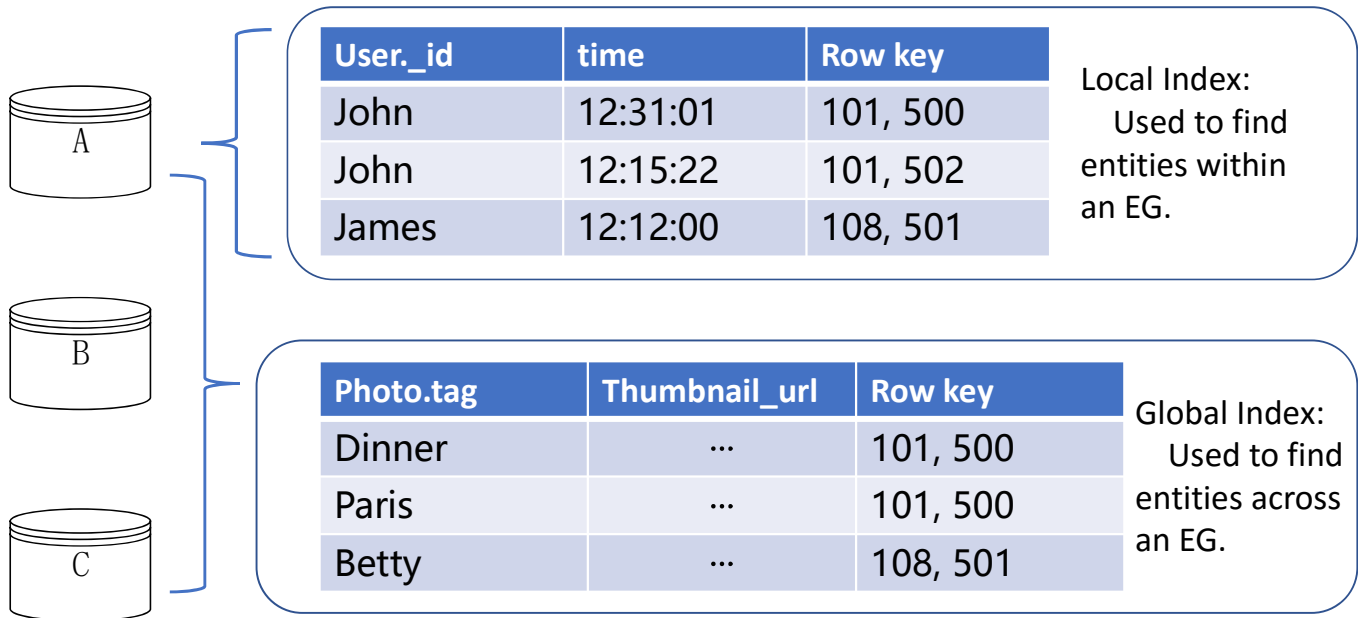 User._id time Row key
John 12:31:01 101, 500
John 12:15:22 101, 502
James 12:12:00 108, 501
Local Index:
Used to find
entities within
an EG.
A
B
C
Photo.tag Thumbnail_url Row key
Dinner ... 101, 500
Paris ... 101, 500
Betty ... 108, 501
Global Index:
Used to find
entities across
an EG.